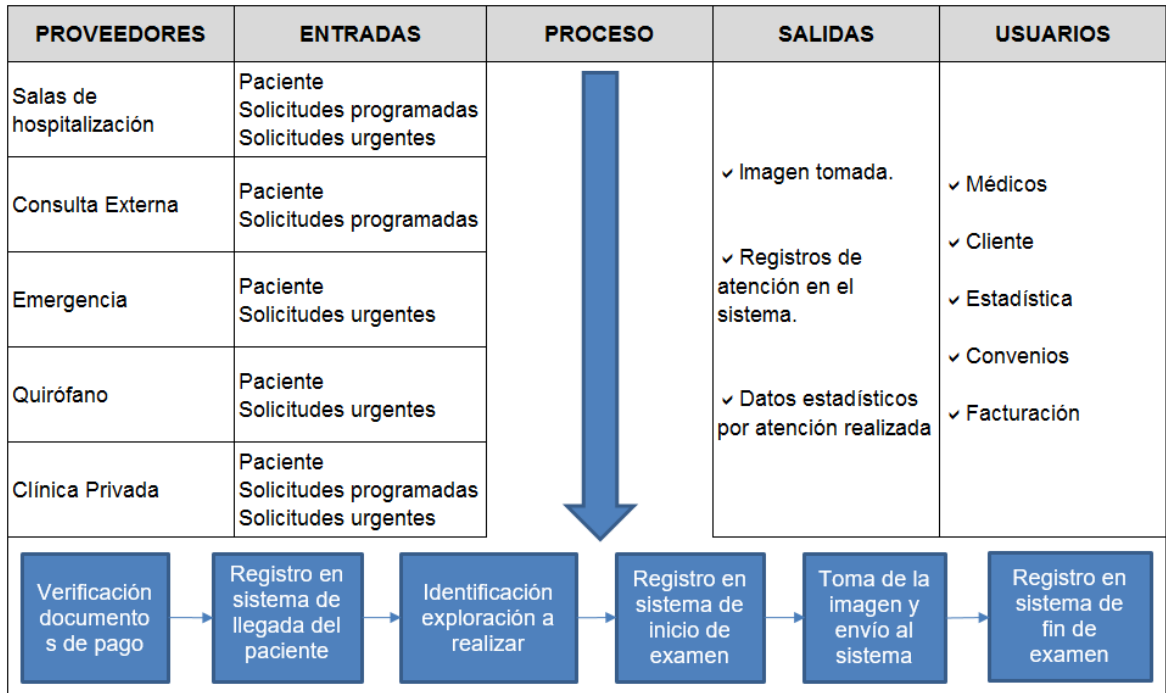 PROVEEDORES
ENTRADAS
PROCESO
SALIDAS
USUARIOS
Salas de
hospitalización
Paciente
Solicitudes programadas
Solicitudes urgentes
Consulta Externa
Paciente
Solicitudes programadas
Emergencia
Paciente
Solicitudes urgentes
Quirófano
Paciente
Solicitudes urgentes
Clínica Privada
Paciente
Solicitudes programadas
Solicitudes urgentes
✓ Imagen tomada.
✓ Registros de
atención en el
sistema.
✓ Datos estadísticos
por atención realizada
✓ Médicos
✓ Cliente
✓ Estadística
✓ Convenios
✓ Facturación
Verificación
documento
s de pago
Registro en
sistema de
llegada del
paciente
Identificación
exploración a
realizar
Registro en
sistema de
inicio de
examen
Toma de la
imagen y
envío al
sistema
Registro en
sistema de
fin de
examen